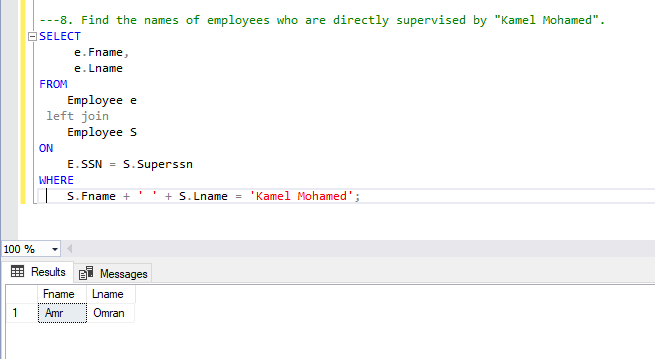 ---8. Find the names of employees who are directly supervised by "Kamel Mohamed".
SELECT
e.Fname,
e.Lname
FROM
Employee e
left join
Employee S
ON
E.SSN = S.Superssn
WHERE
S.Fname + ' ' + S.Lname = 'Kamel Mohamed';
100 %
Results Messages
Fname Lname
1 Amr Omran